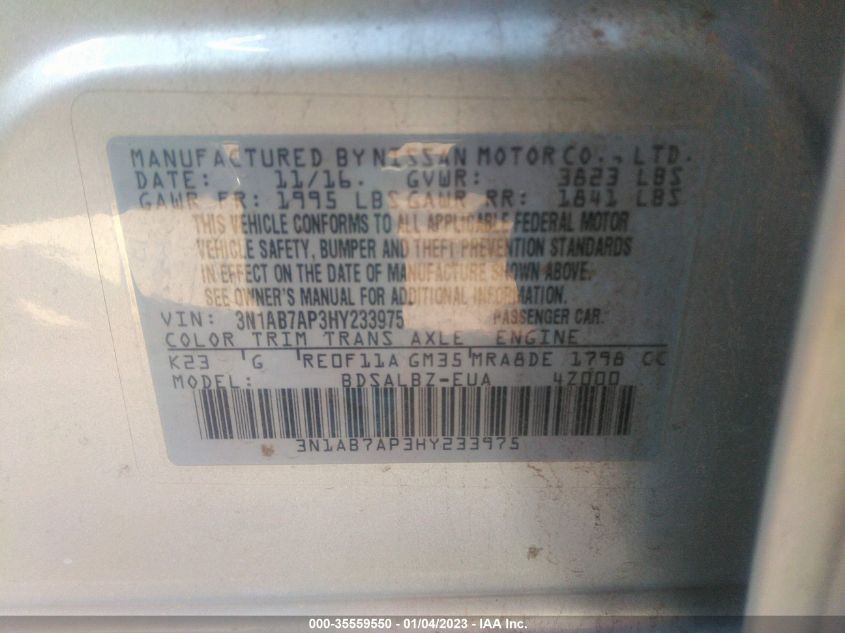 MANUFACTURED BY NISSAN MOTOR CO., LTD.
DATE: 11/16. GVWR: 3823 LBS
GAWR FR: 1995 LBS GAWR RR: 1841 LBS
THIS VEHICLE CONFORMS TO ALL APPLICABLE FEDERAL MOTOR
VEHICLE SAFETY, BUMPER AND THEFT PREVENTION STANDARDS
IN EFFECT ON THE DATE OF MANUFACTURE SHOWN ABOVE.
SEE OWNER'S MANUAL FOR ADDITIONAL INFORMATION.
VIN: 3N1AB7AP3HY233975 PASSENGER CAR.
COLOR TRIM TRANS AXLE ENGINE
K23 G RE0F11A GM35 MRA8DE 1798 CC
MODEL: BDSALBZ-EUA 4Z000
3N1AB7AP3HY233975
000-35559550 - 01/04/2023 - IAA Inc.